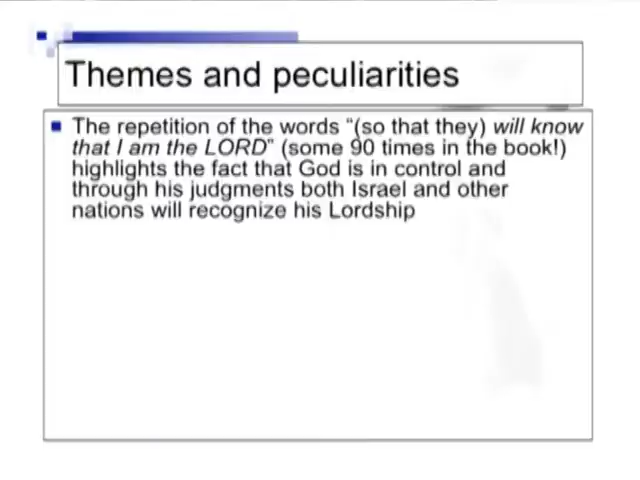 Themes and peculiarities
The repetition of the words "(so that they) will know
that I am the LORD" (some 90 times in the book!)
highlights the fact that God is in control and
through his judgments both Israel and other
nations will recognize his Lordship